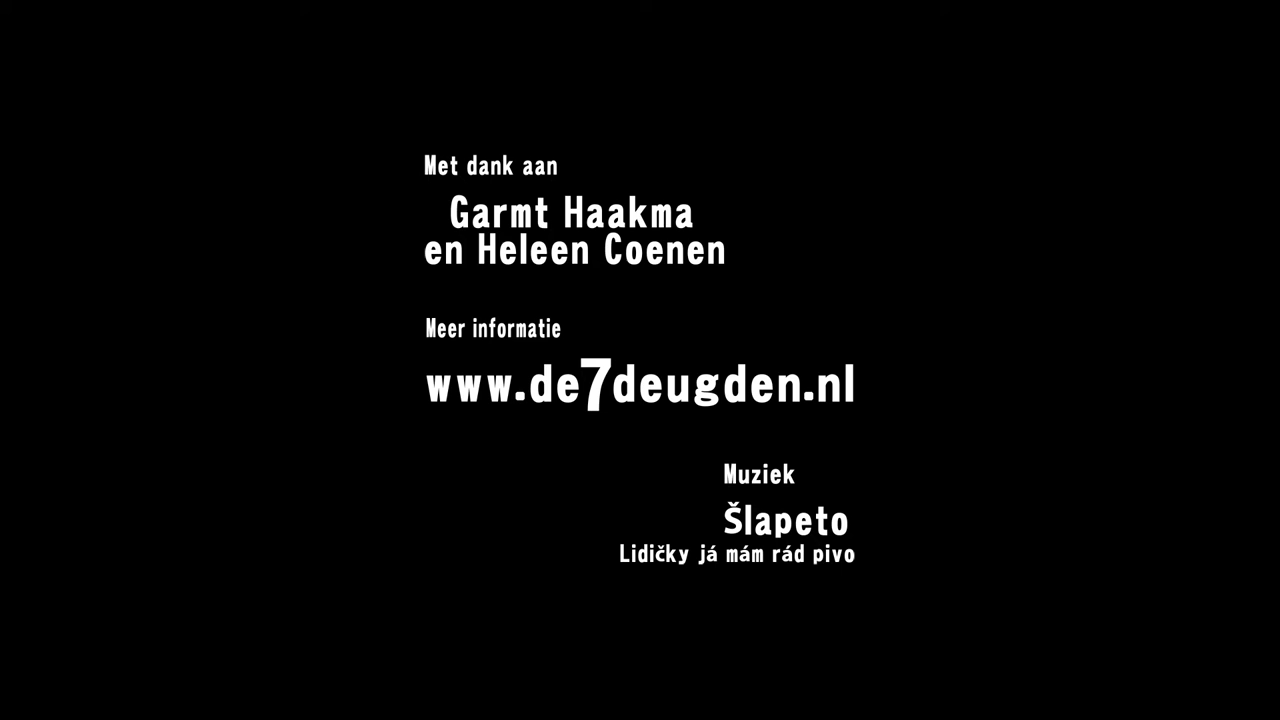 Met dank aan
Garmt Haakma
en Heleen Coenen
Meer informatie
www.de7deugden.nl
Muziek
Šlapeto
Lidičky já mám rád pivo